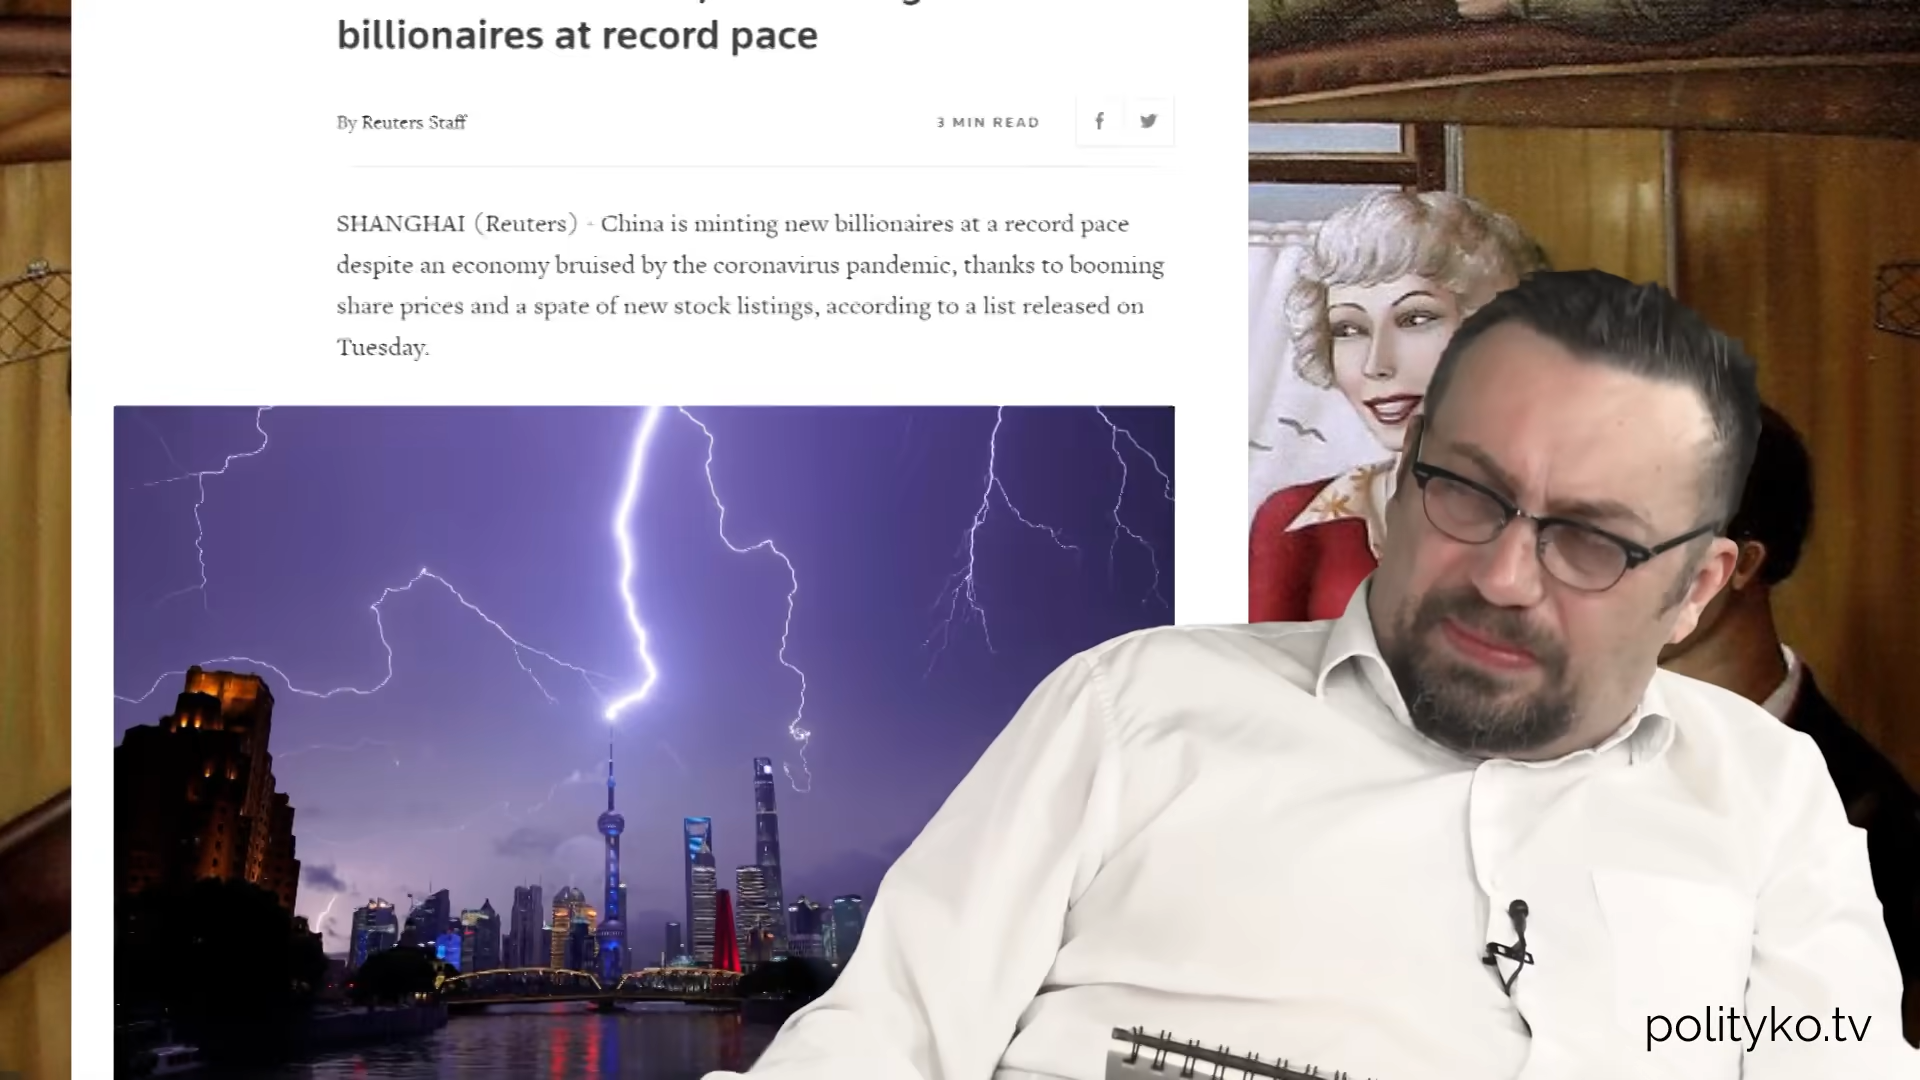 billionaires at record pace
By Reuters Staff
3 MIN READ
SHANGHAI (Reuters) - China is minting new billionaires at a record pace
despite an economy bruised by the coronavirus pandemic, thanks to booming
share prices and a spate of new stock listings, according to a list released on
Tuesday.
polityko.tv